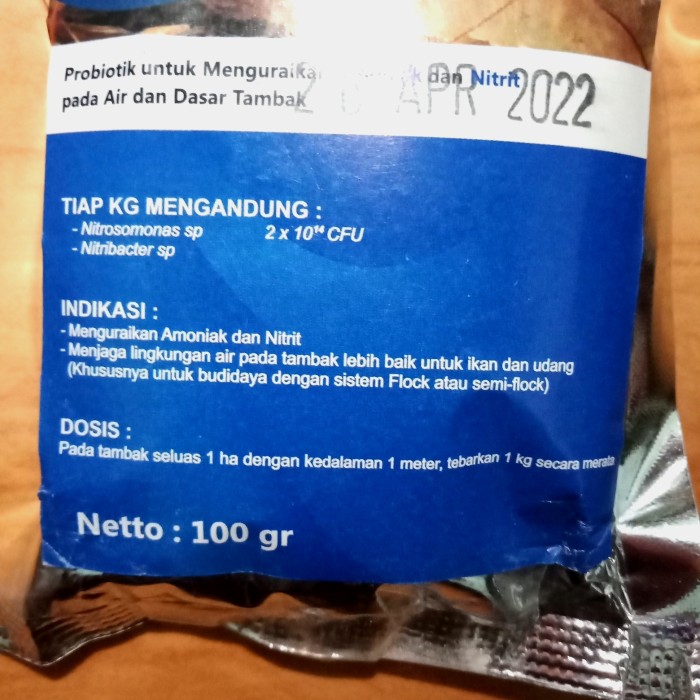 Probiotik untuk Menguraikan dan Nitrit
pada Air dan Dasar Tambak
APR 2022
TIAP KG MENGANDUNG :
- Nitrosomonas sp 2 x 10¹⁴ CFU
- Nitribacter sp
INDIKASI :
- Menguraikan Amoniak dan Nitrit
- Menjaga lingkungan air pada tambak lebih baik untuk ikan dan udang
(Khususnya untuk budidaya dengan sistem Flock atau semi-flock)
DOSIS :
Pada tambak seluas 1 ha dengan kedalaman 1 meter, tebarkan 1 kg secara merata
Netto : 100 gr